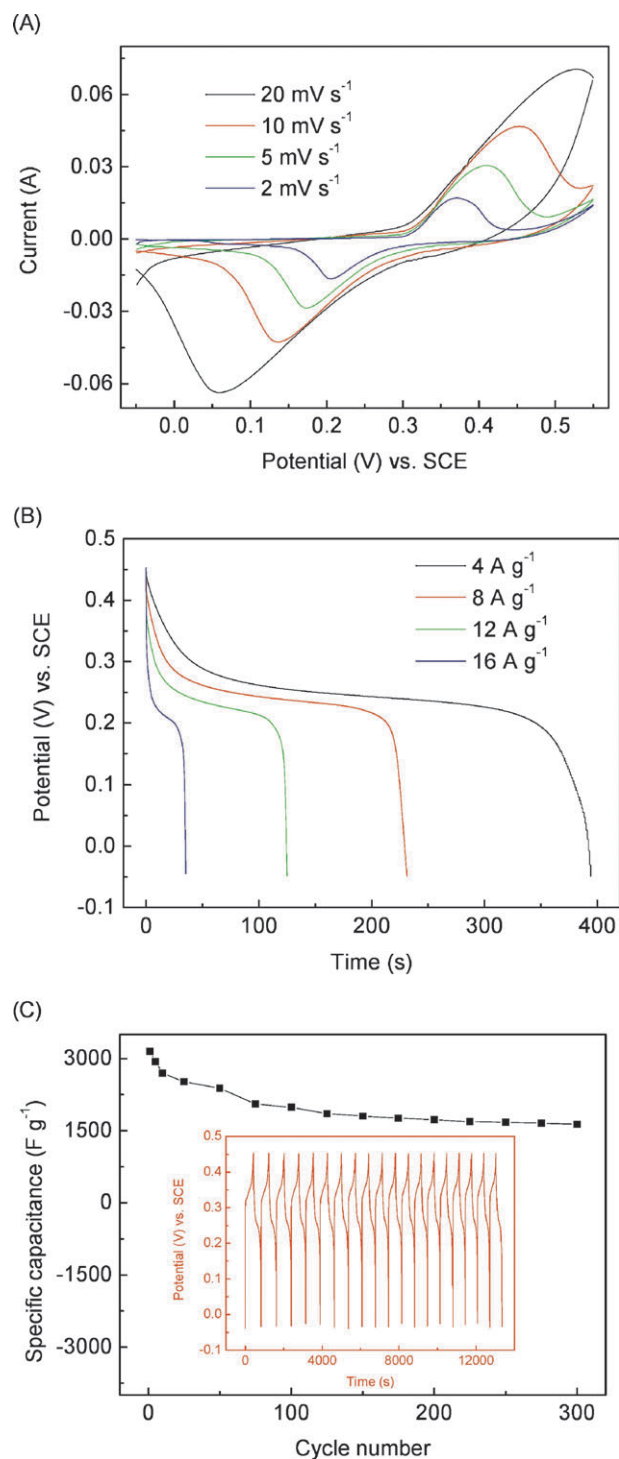 (A)
20 mV s⁻¹
10 mV s⁻¹
5 mV s⁻¹
2 mV s⁻¹
0.06
0.03
0.00
-0.03
-0.06
Current (A)
0.0 0.1 0.2 0.3 0.4 0.5
Potential (V) vs. SCE
(B)
4 A g⁻¹
8 A g⁻¹
12 A g⁻¹
16 A g⁻¹
0.5
0.4
0.3
0.2
0.1
0.0
-0.1
Potential (V) vs. SCE
0 100 200 300 400
Time (s)
(C)
3000
1500
0
-1500
-3000
Specific capacitance (F g⁻¹)
0.5
0.4
0.3
0.2
0.1
0.0
-0.1
Potential (V) vs. SCE
0 4000 8000 12000
Time (s)
0 100 200 300
Cycle number